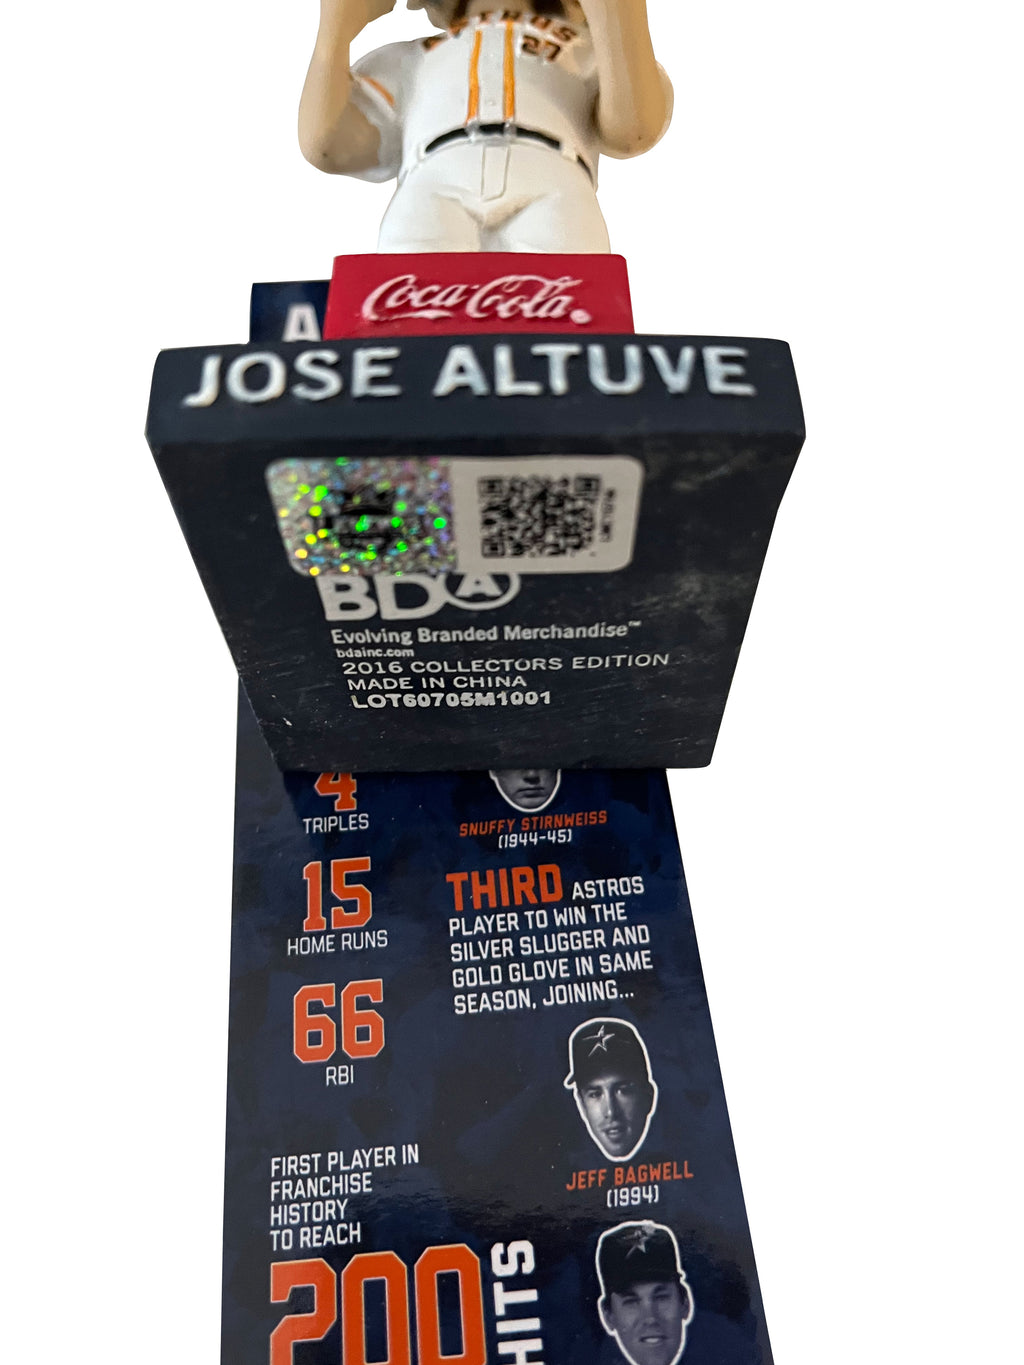 ASTROS
27
Coca-Cola®
A
JOSE ALTUVE
BDA
Evolving Branded Merchandise™
bdainc.com
2016 COLLECTORS EDITION
MADE IN CHINA
LOT60705M1001
4
TRIPLES
15
HOME RUNS
66
RBI
FIRST PLAYER IN
FRANCHISE
HISTORY
TO REACH
200
HITS
SNUFFY STIRNWEISS
(1944-45)
THIRD ASTROS
PLAYER TO WIN THE
SILVER SLUGGER AND
GOLD GLOVE IN SAME
SEASON, JOINING...
JEFF BAGWELL
(1994)